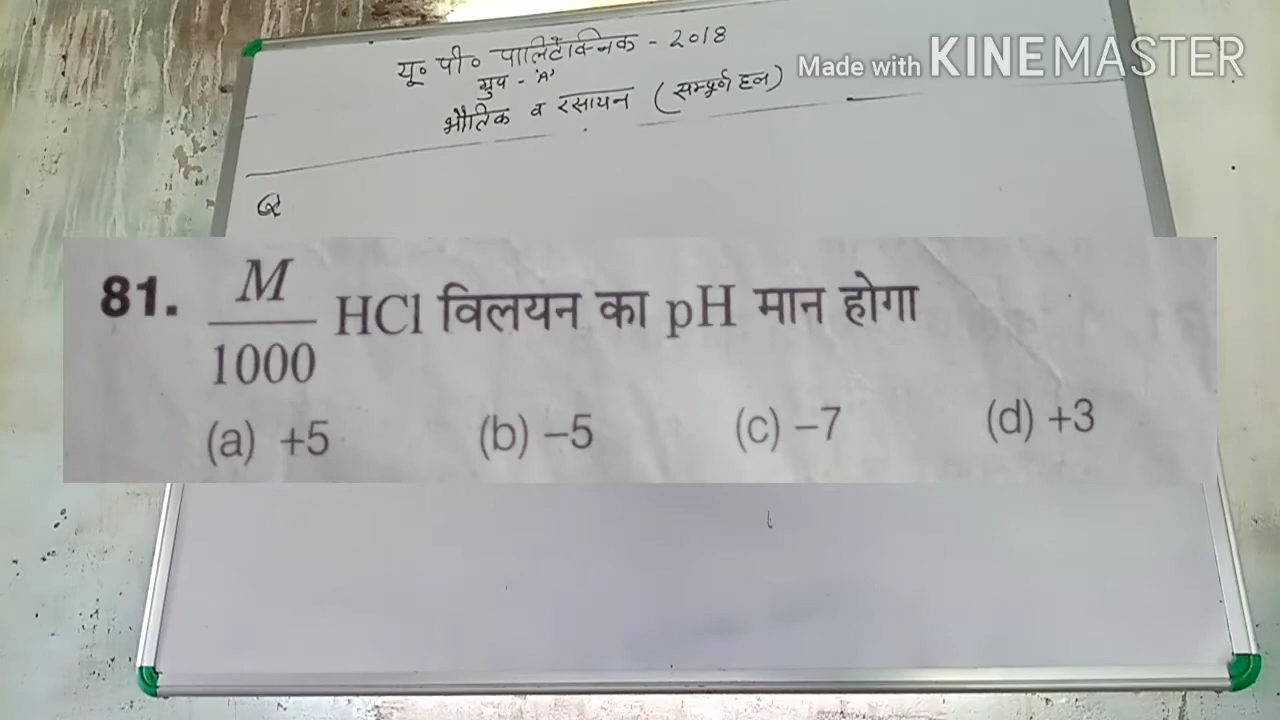 यू० पी० पालिटेक्निक - 2018
Made with KINEMASTER
ग्रुप - 'A'
भौतिक व रसायन (सम्पूर्ण हल)
Q
81. M/1000 HCl विलयन का pH मान होगा
(a) +5 (b) –5 (c) –7 (d) +3